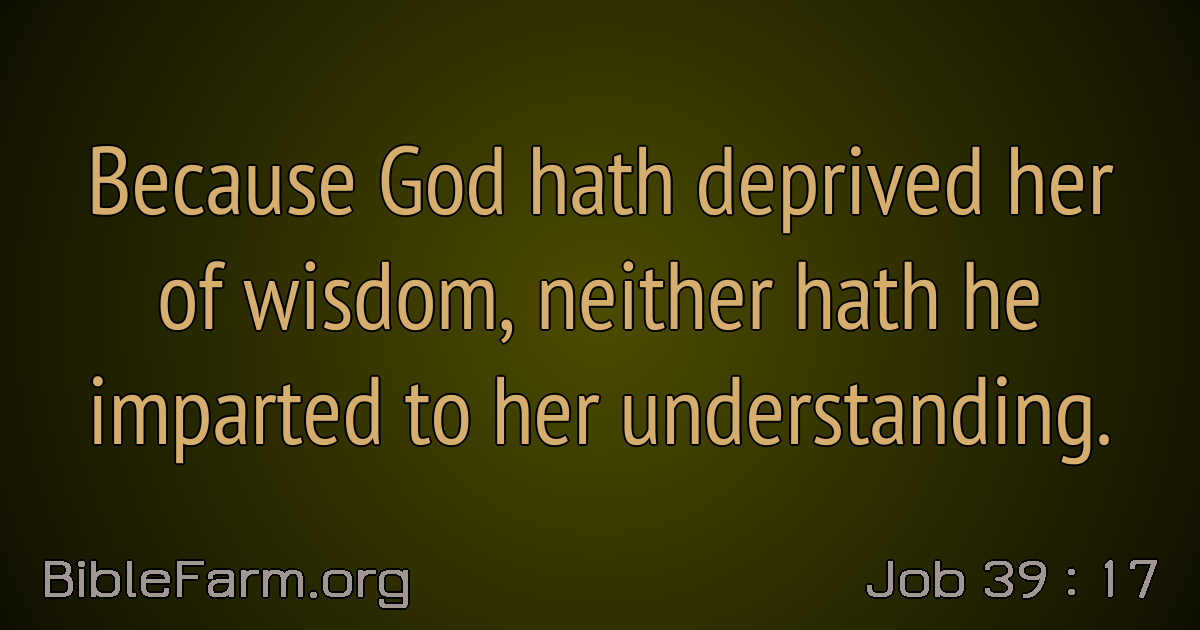 Because God hath deprived her
of wisdom, neither hath he
imparted to her understanding.
BibleFarm.org
Job 39 : 17